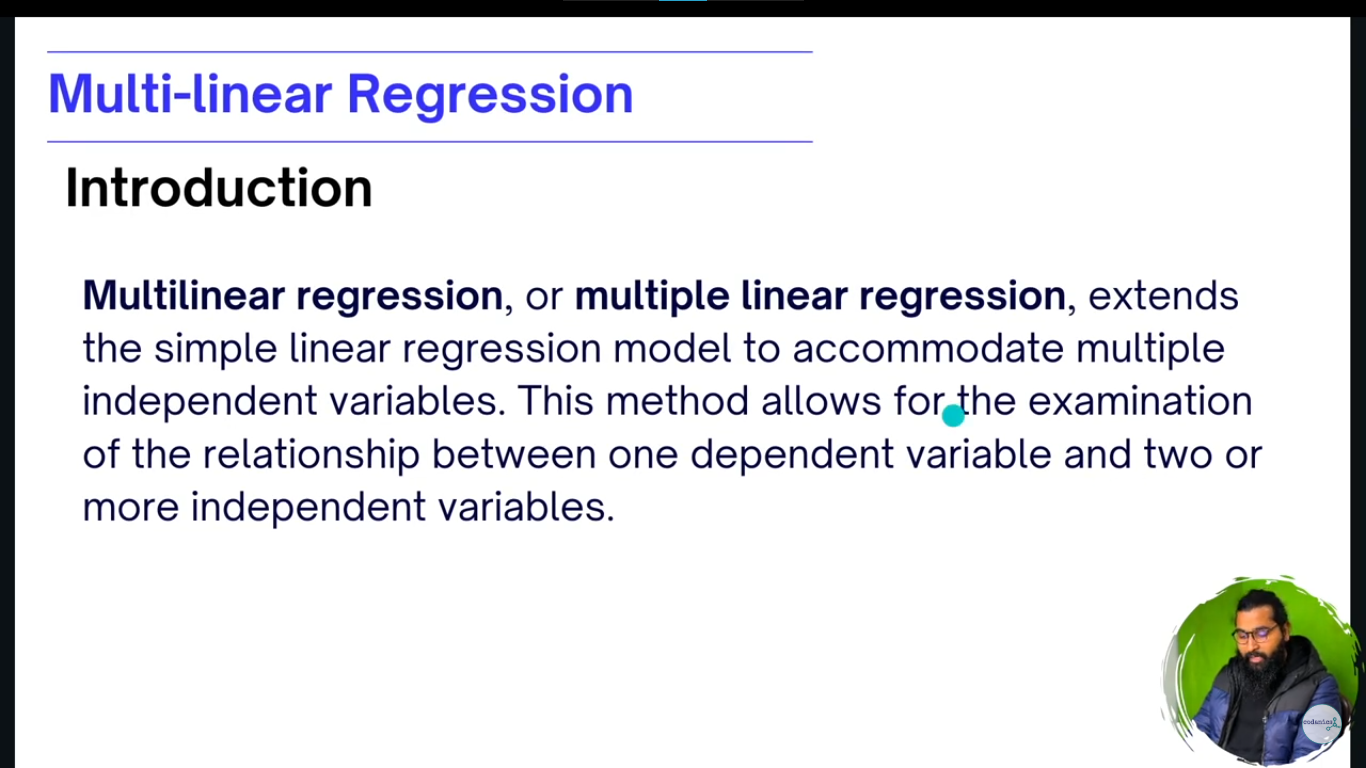 Multi-linear Regression
Introduction
Multilinear regression, or multiple linear regression, extends
the simple linear regression model to accommodate multiple
independent variables. This method allows for the examination
of the relationship between one dependent variable and two or
more independent variables.
codanics